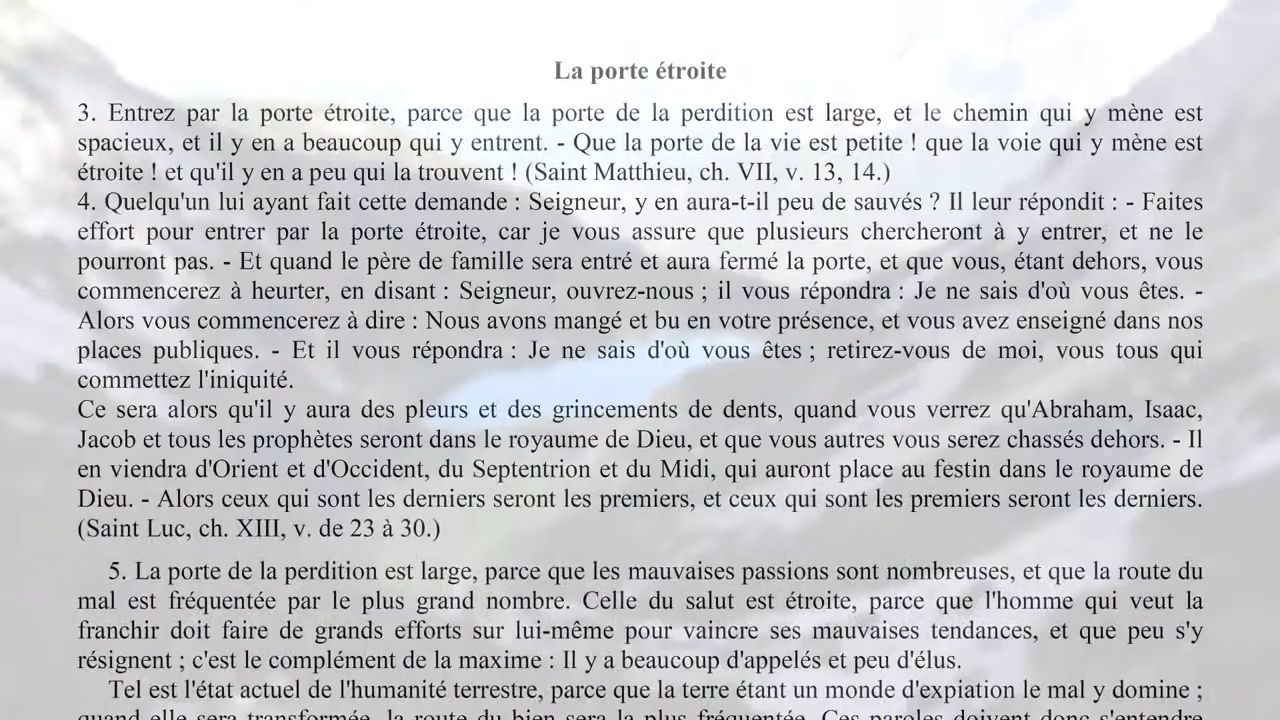 La porte étroite
3. Entrez par la porte étroite, parce que la porte de la perdition est large, et le chemin qui y mène est
spacieux, et il y en a beaucoup qui y entrent. - Que la porte de la vie est petite ! que la voie qui y mène est
étroite ! et qu'il y en a peu qui la trouvent ! (Saint Matthieu, ch. VII, v. 13, 14.)
4. Quelqu'un lui ayant fait cette demande : Seigneur, y en aura-t-il peu de sauvés ? Il leur répondit : - Faites
effort pour entrer par la porte étroite, car je vous assure que plusieurs chercheront à y entrer, et ne le
pourront pas. - Et quand le père de famille sera entré et aura fermé la porte, et que vous, étant dehors, vous
commencerez à heurter, en disant : Seigneur, ouvrez-nous ; il vous répondra : Je ne sais d'où vous êtes. -
Alors vous commencerez à dire : Nous avons mangé et bu en votre présence, et vous avez enseigné dans nos
places publiques. - Et il vous répondra : Je ne sais d'où vous êtes ; retirez-vous de moi, vous tous qui
commettez l'iniquité.
Ce sera alors qu'il y aura des pleurs et des grincements de dents, quand vous verrez qu'Abraham, Isaac,
Jacob et tous les prophètes seront dans le royaume de Dieu, et que vous autres vous serez chassés dehors. - Il
en viendra d'Orient et d'Occident, du Septentrion et du Midi, qui auront place au festin dans le royaume de
Dieu. - Alors ceux qui sont les derniers seront les premiers, et ceux qui sont les premiers seront les derniers.
(Saint Luc, ch. XIII, v. de 23 à 30.)
5. La porte de la perdition est large, parce que les mauvaises passions sont nombreuses, et que la route du
mal est fréquentée par le plus grand nombre. Celle du salut est étroite, parce que l'homme qui veut la
franchir doit faire de grands efforts sur lui-même pour vaincre ses mauvaises tendances, et que peu s'y
résignent ; c'est le complément de la maxime : Il y a beaucoup d'appelés et peu d'élus.
Tel est l'état actuel de l'humanité terrestre, parce que la terre étant un monde d'expiation le mal y domine ;
quand elle sera transformée, la route du bien sera la plus fréquentée. Ces paroles doivent donc s'entendre